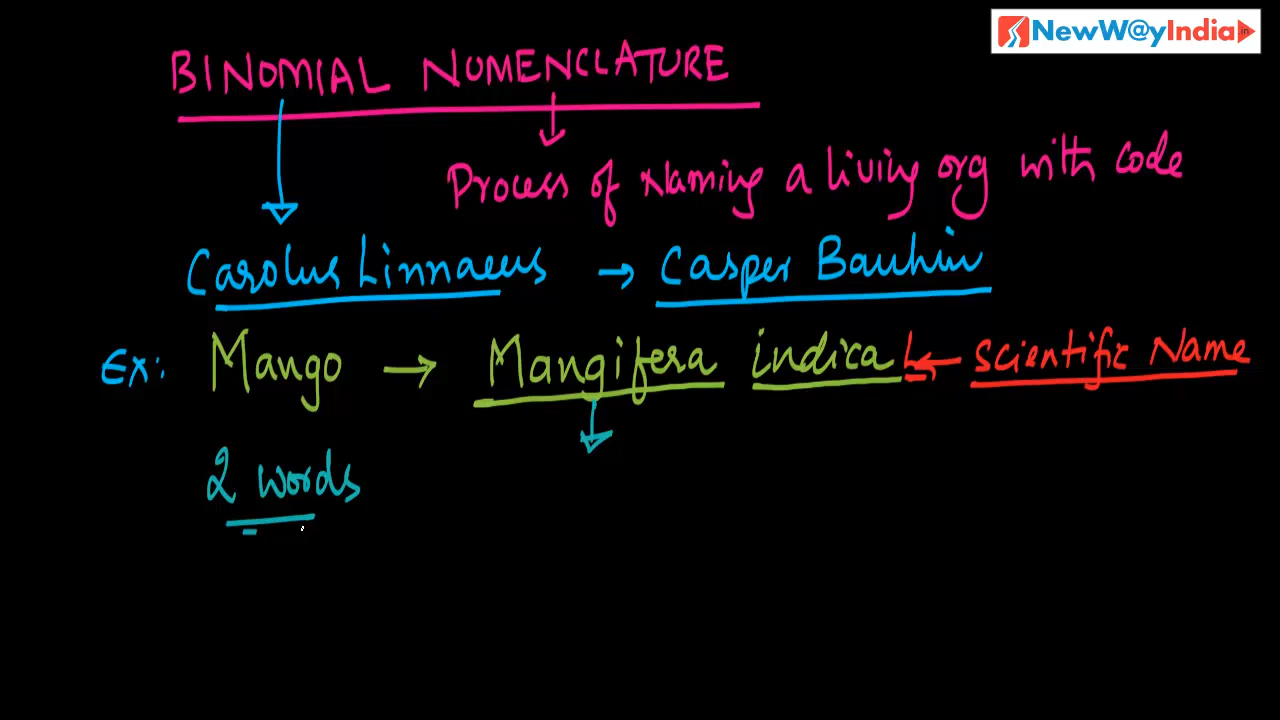 NewW@yIndia.in
BINOMIAL NOMENCLATURE
Process of Naming a living org with code
Carolus Linnaeus → Casper Bauhin
Ex: Mango → Mangifera indica L ← Scientific Name
2 words